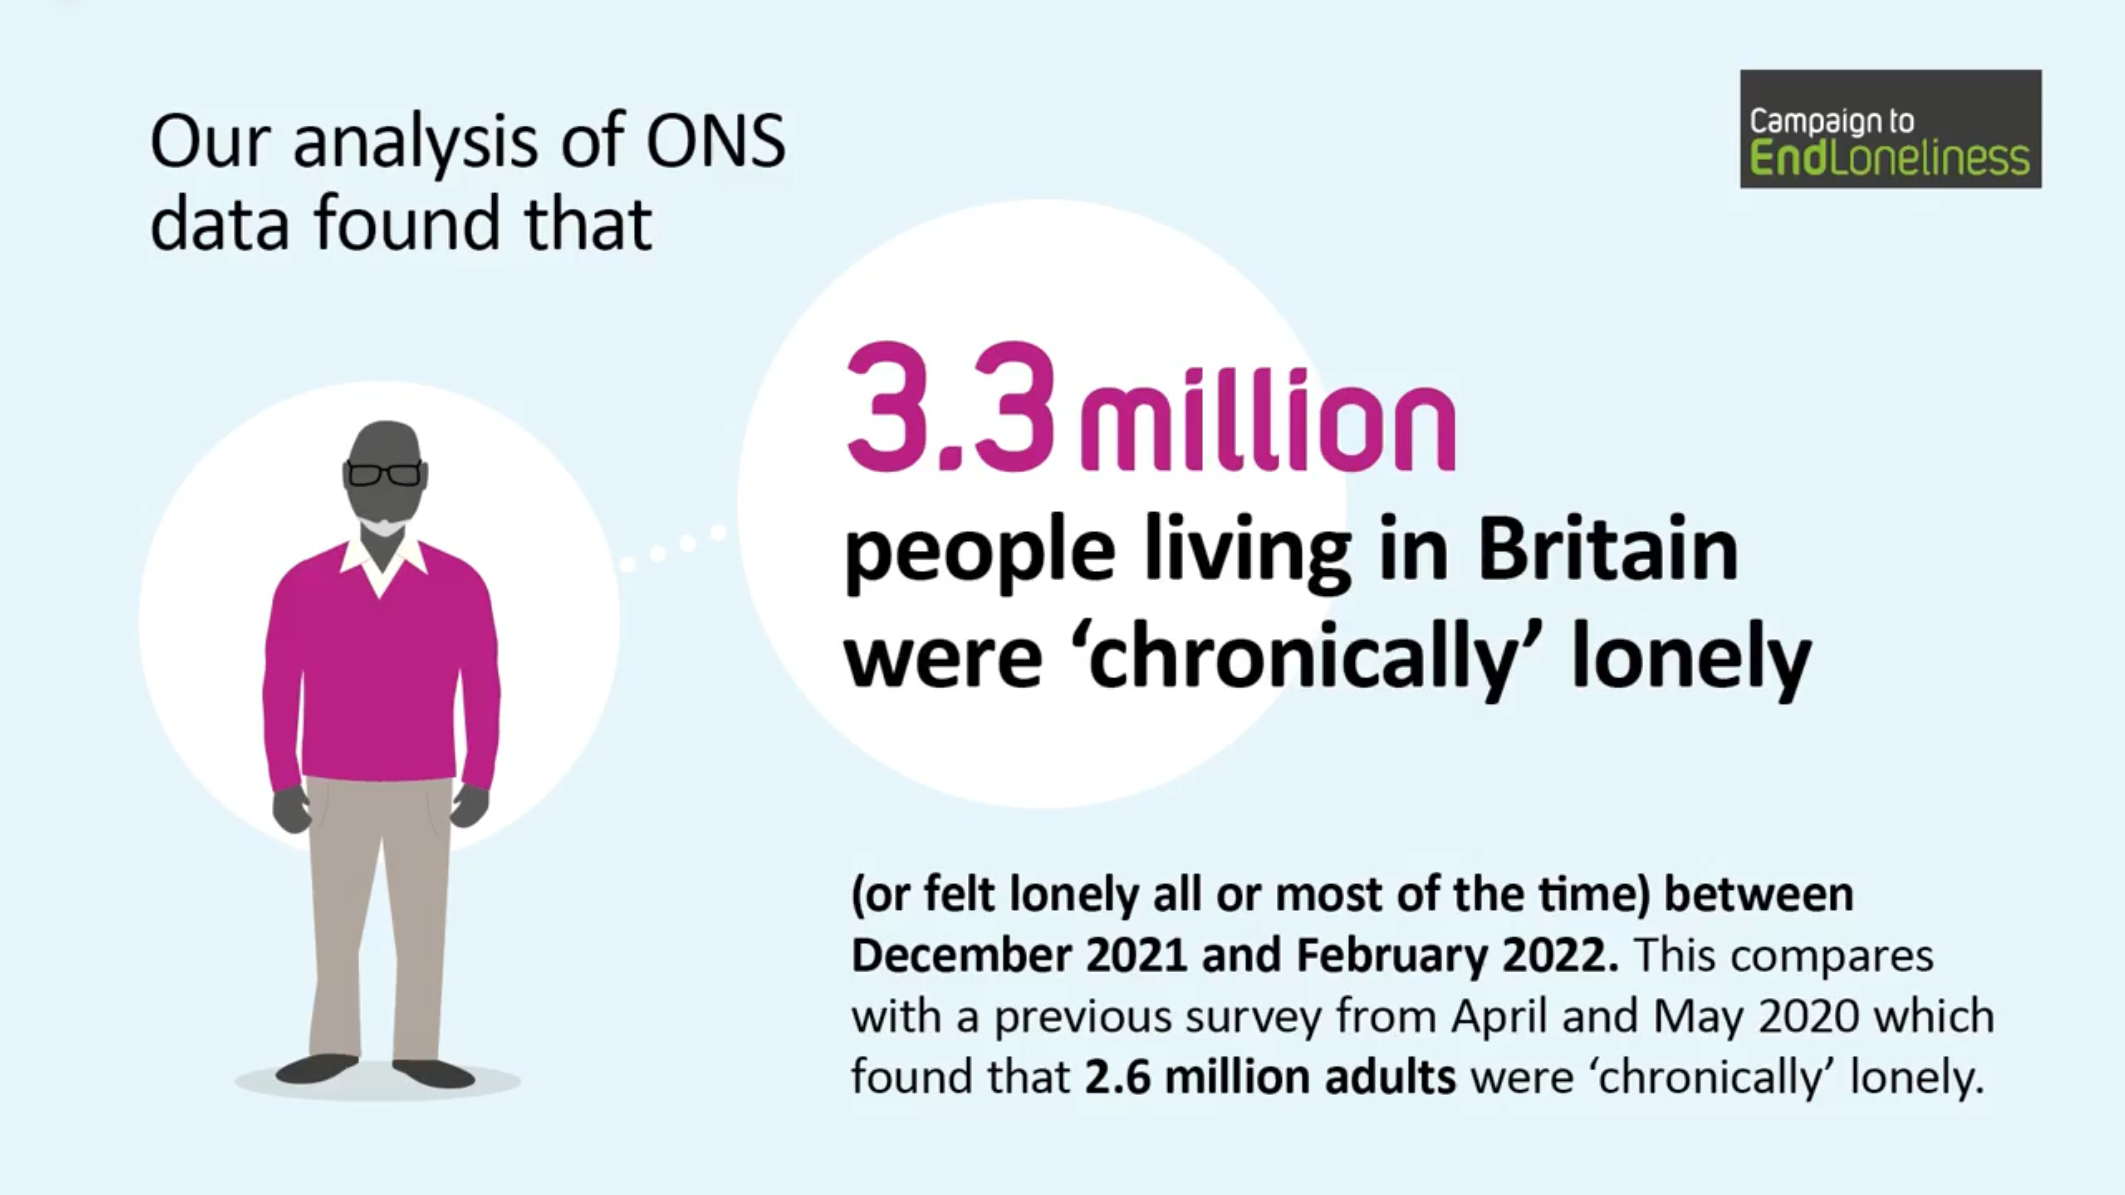 Our analysis of ONS
data found that
Campaign to
EndLoneliness
3.3 million
people living in Britain
were ‘chronically’ lonely
(or felt lonely all or most of the time) between
December 2021 and February 2022. This compares
with a previous survey from April and May 2020 which
found that 2.6 million adults were ‘chronically’ lonely.